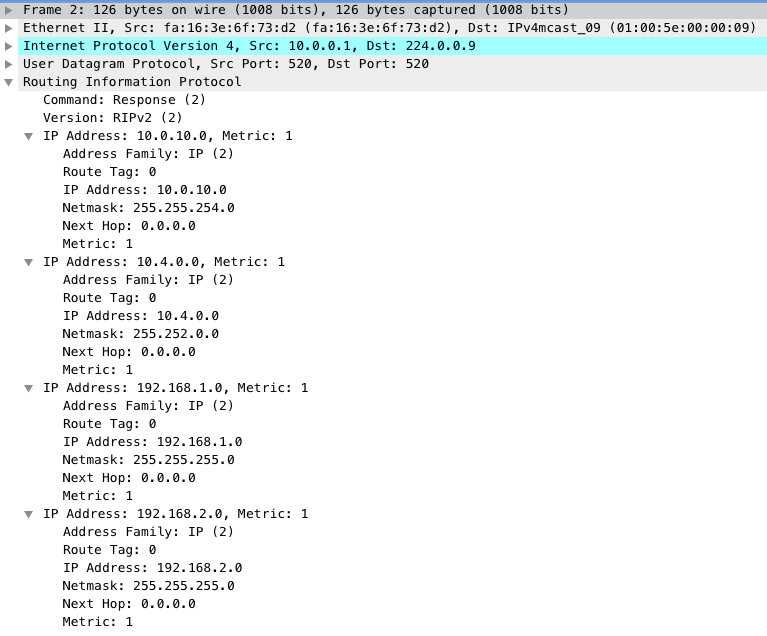 Frame 2: 126 bytes on wire (1008 bits), 126 bytes captured (1008 bits)
Ethernet II, Src: fa:16:3e:6f:73:d2 (fa:16:3e:6f:73:d2), Dst: IPv4mcast_09 (01:00:5e:00:00:09)
Internet Protocol Version 4, Src: 10.0.0.1, Dst: 224.0.0.9
User Datagram Protocol, Src Port: 520, Dst Port: 520
Routing Information Protocol
Command: Response (2)
Version: RIPv2 (2)
IP Address: 10.0.10.0, Metric: 1
Address Family: IP (2)
Route Tag: 0
IP Address: 10.0.10.0
Netmask: 255.255.254.0
Next Hop: 0.0.0.0
Metric: 1
IP Address: 10.4.0.0, Metric: 1
Address Family: IP (2)
Route Tag: 0
IP Address: 10.4.0.0
Netmask: 255.252.0.0
Next Hop: 0.0.0.0
Metric: 1
IP Address: 192.168.1.0, Metric: 1
Address Family: IP (2)
Route Tag: 0
IP Address: 192.168.1.0
Netmask: 255.255.255.0
Next Hop: 0.0.0.0
Metric: 1
IP Address: 192.168.2.0, Metric: 1
Address Family: IP (2)
Route Tag: 0
IP Address: 192.168.2.0
Netmask: 255.255.255.0
Next Hop: 0.0.0.0
Metric: 1